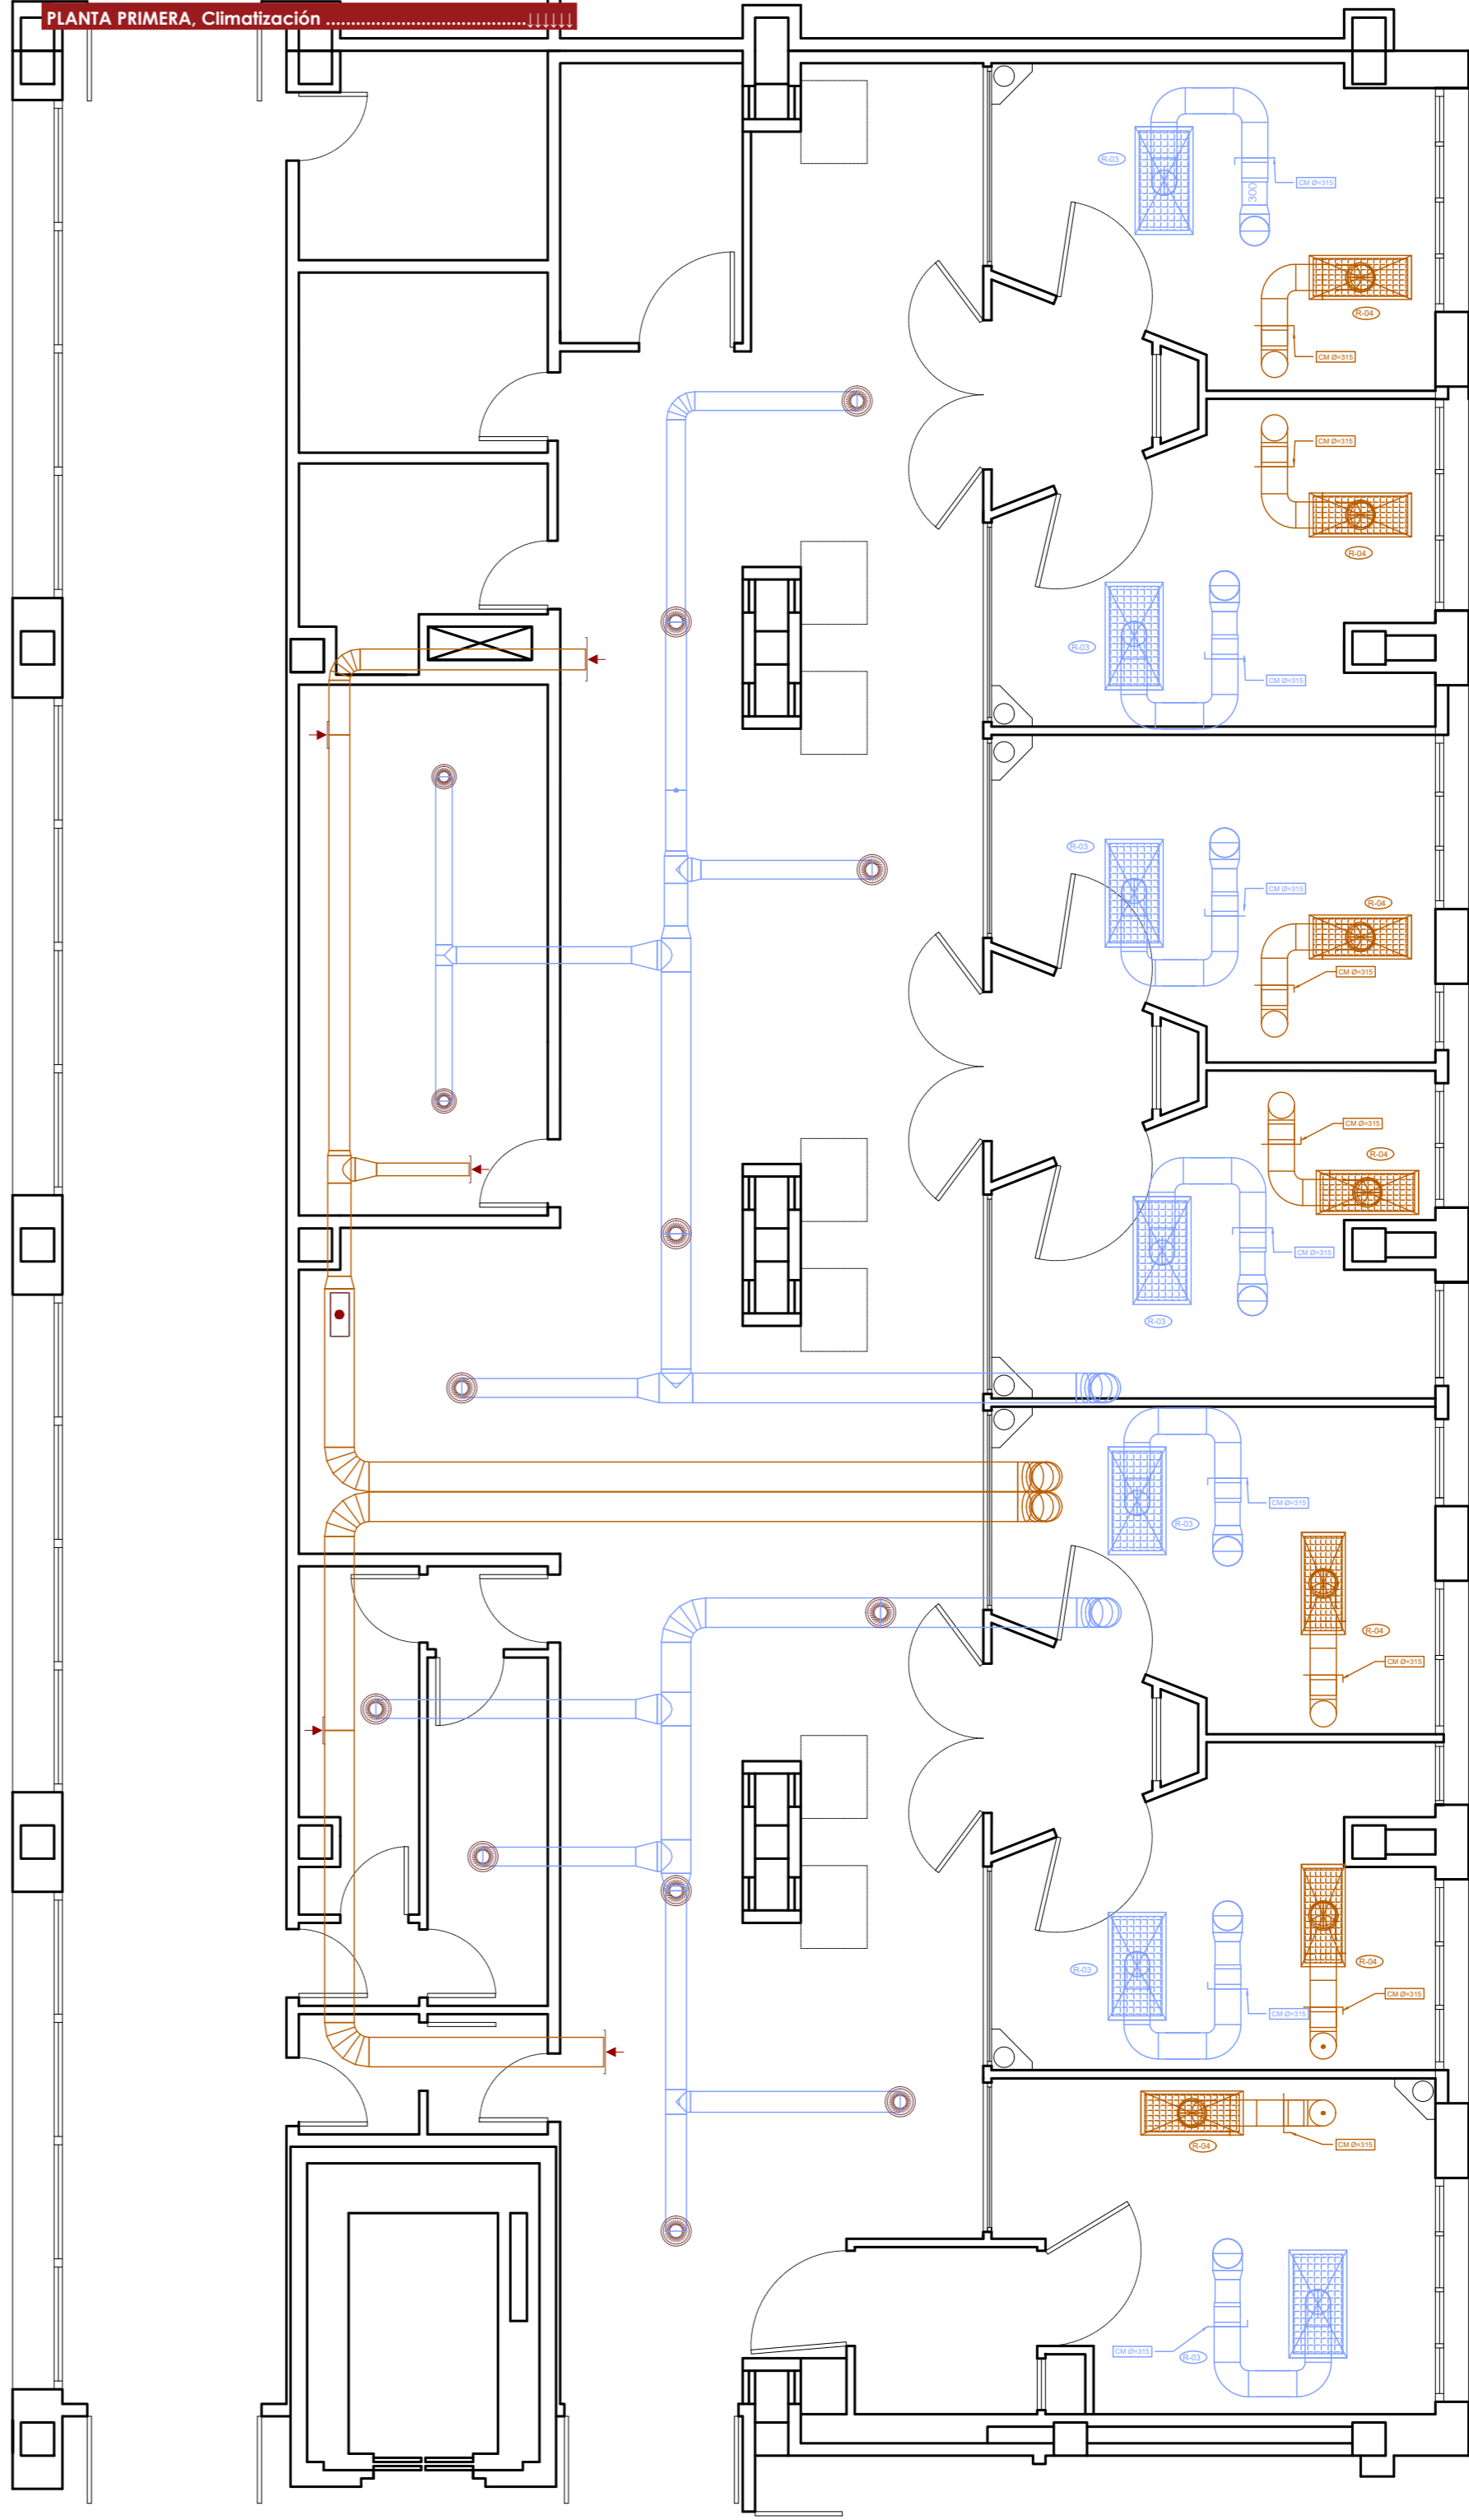 PLANTA PRIMERA, Climatización ........................................↓↓↓↓↓↓
R-03
CM Ø=315
300
R-04
CM Ø=315
CM Ø=315
R-04
R-03
CM Ø=315
R-03
CM Ø=315
R-04
CM Ø=315
CM Ø=315
R-04
CM Ø=315
R-03
CM Ø=315
R-03
R-04
CM Ø=315
R-04
R-03
CM Ø=315
CM Ø=315
R-04
CM Ø=315
CM Ø=315
R-03